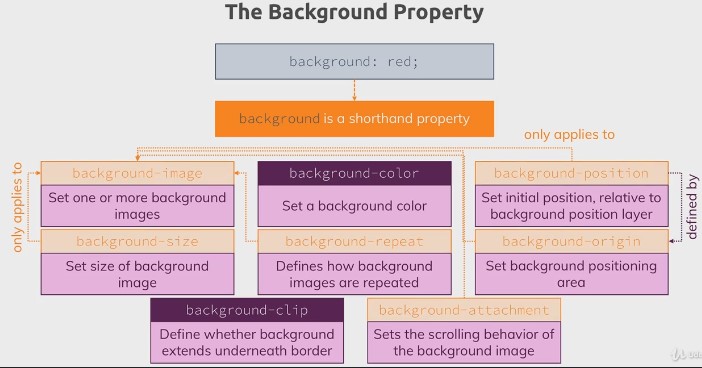 The Background Property
background: red;
background is a shorthand property
only applies to
only applies to
background-image
Set one or more background
images
background-color
Set a background color
background-position
Set initial position, relative to
background position layer
defined by
background-size
Set size of background
image
background-repeat
Defines how background
images are repeated
background-origin
Set background positioning
area
background-clip
Define whether background
extends underneath border
background-attachment
Sets the scrolling behavior of
the background image